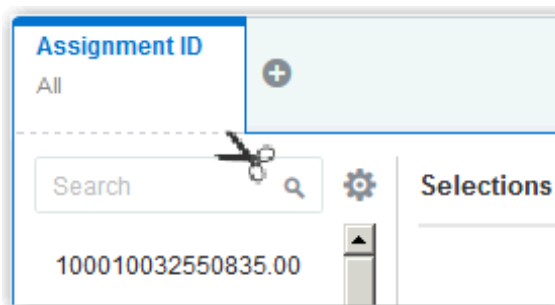 Assignment ID
All
Search
Selections
100010032550835.00